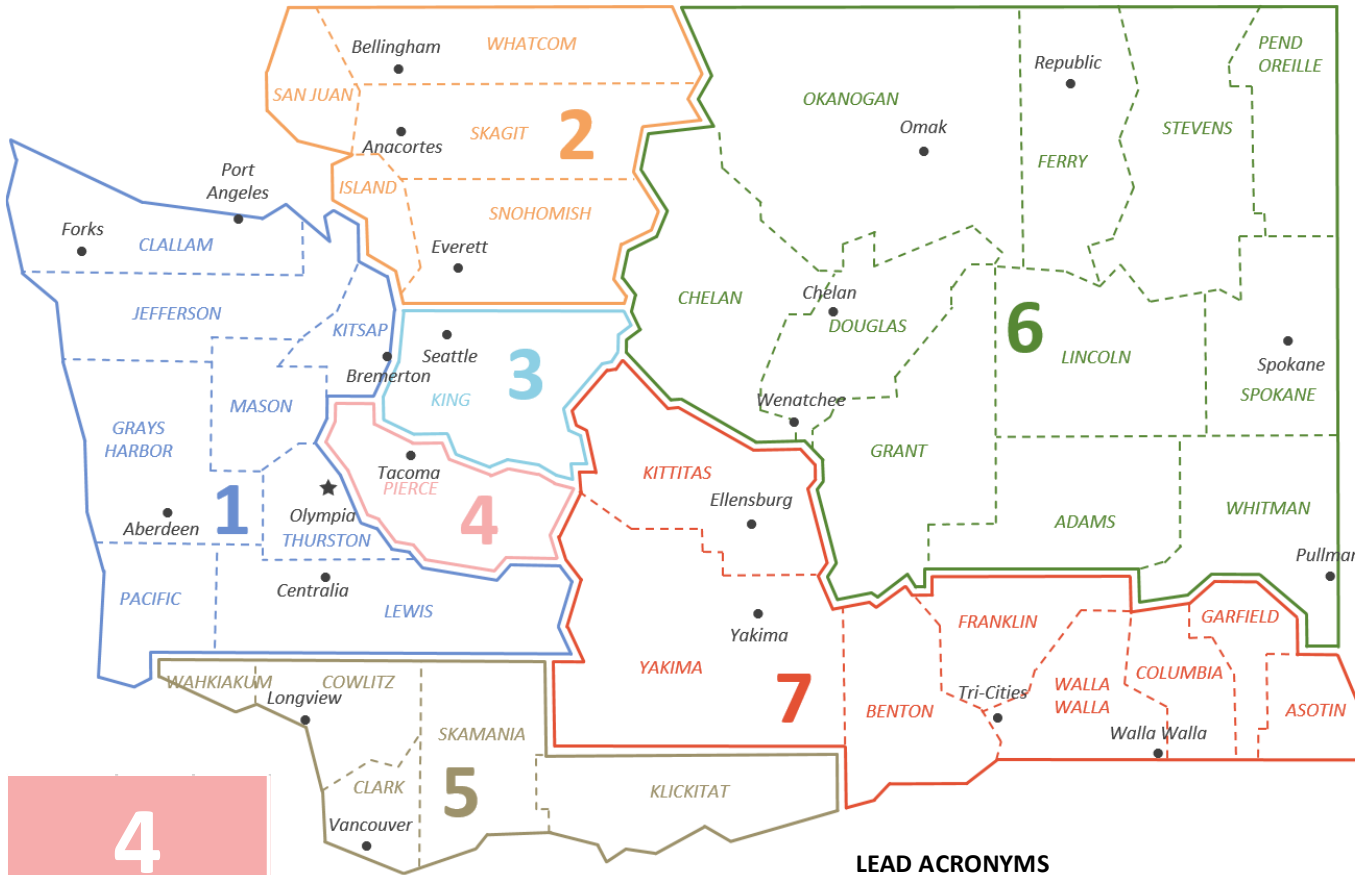 WHATCOM
Bellingham
SAN JUAN
SKAGIT
2
Anacortes
ISLAND
SNOHOMISH
Everett
OKANOGAN
Omak
Republic
FERRY
STEVENS
PEND
OREILLE
CHELAN
Chelan
DOUGLAS
6
LINCOLN
Spokane
SPOKANE
Wenatchee
GRANT
ADAMS
WHITMAN
Pullman
Port
Angeles
Forks
CLALLAM
JEFFERSON
KITSAP
Bremerton
MASON
GRAYS
HARBOR
1
Aberdeen
Olympia
THURSTON
PACIFIC
Centralia
LEWIS
Seattle
3
KING
Tacoma
PIERCE
4
KITTITAS
Ellensburg
Yakima
YAKIMA
7
BENTON
FRANKLIN
Tri-Cities
WALLA
WALLA
COLUMBIA
Walla Walla
GARFIELD
ASOTIN
WAHKIAKUM
COWLITZ
Longview
SKAMANIA
5
CLARK
Vancouver
KLICKITAT
4
LEAD ACRONYMS